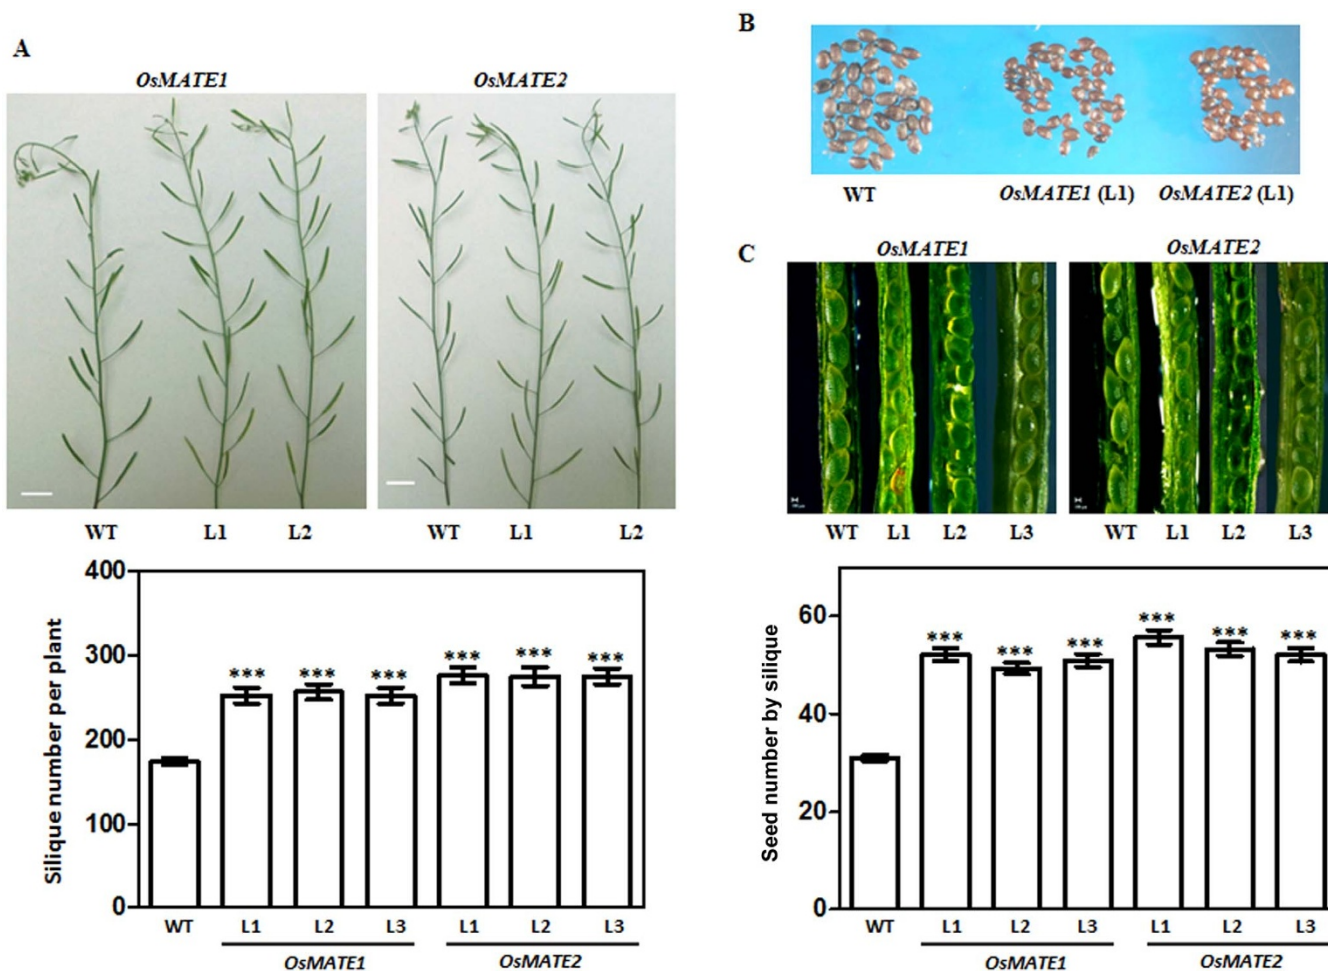 A
OsMATE1 OsMATE2
WT L1 L2 WT L1 L2
B
WT OsMATE1 (L1) OsMATE2 (L1)
C
OsMATE1 OsMATE2
WT L1 L2 L3 WT L1 L2 L3
Silique number per plant
400
300
200
100
0
*** *** *** *** *** ***
WT L1 L2 L3 L1 L2 L3
OsMATE1 OsMATE2
Seed number by silique
60
40
20
0
*** *** *** *** *** ***
WT L1 L2 L3 L1 L2 L3
OsMATE1 OsMATE2